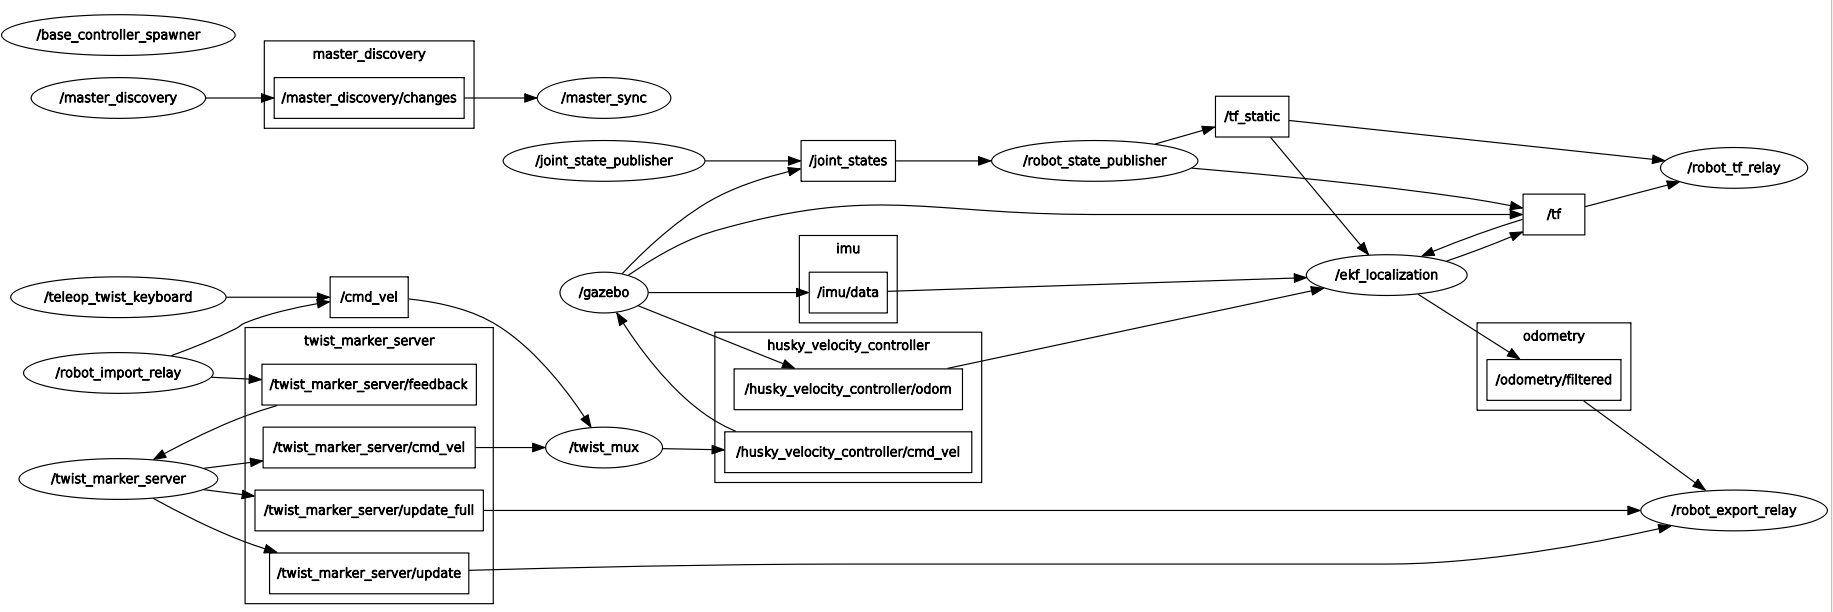 /base_controller_spawner
master_discovery
/master_discovery
/master_discovery/changes
/master_sync
/tf_static
/joint_state_publisher
/joint_states
/robot_state_publisher
/robot_tf_relay
/tf
imu
/teleop_twist_keyboard
/cmd_vel
/gazebo
/imu/data
/ekf_localization
twist_marker_server
husky_velocity_controller
odometry
/robot_import_relay
/twist_marker_server/feedback
/husky_velocity_controller/odom
/odometry/filtered
/twist_marker_server/cmd_vel
/twist_mux
/husky_velocity_controller/cmd_vel
/twist_marker_server
/twist_marker_server/update_full
/robot_export_relay
/twist_marker_server/update